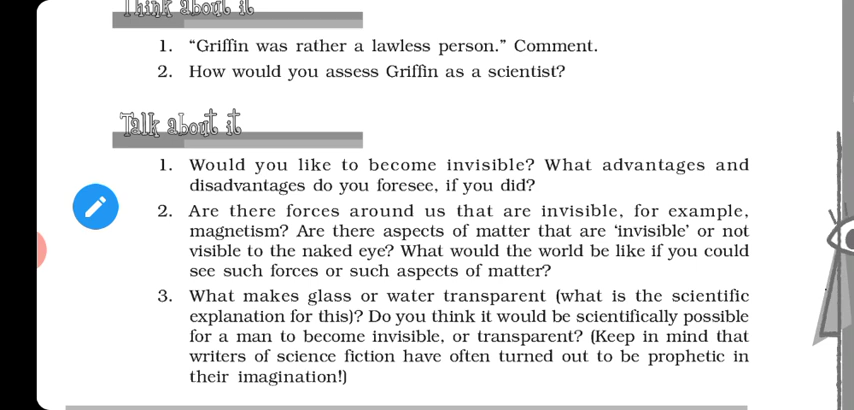 Think about it
1. “Griffin was rather a lawless person.” Comment.
2. How would you assess Griffin as a scientist?
Talk about it
1. Would you like to become invisible? What advantages and
disadvantages do you foresee, if you did?
2. Are there forces around us that are invisible, for example,
magnetism? Are there aspects of matter that are ‘invisible’ or not
visible to the naked eye? What would the world be like if you could
see such forces or such aspects of matter?
3. What makes glass or water transparent (what is the scientific
explanation for this)? Do you think it would be scientifically possible
for a man to become invisible, or transparent? (Keep in mind that
writers of science fiction have often turned out to be prophetic in
their imagination!)